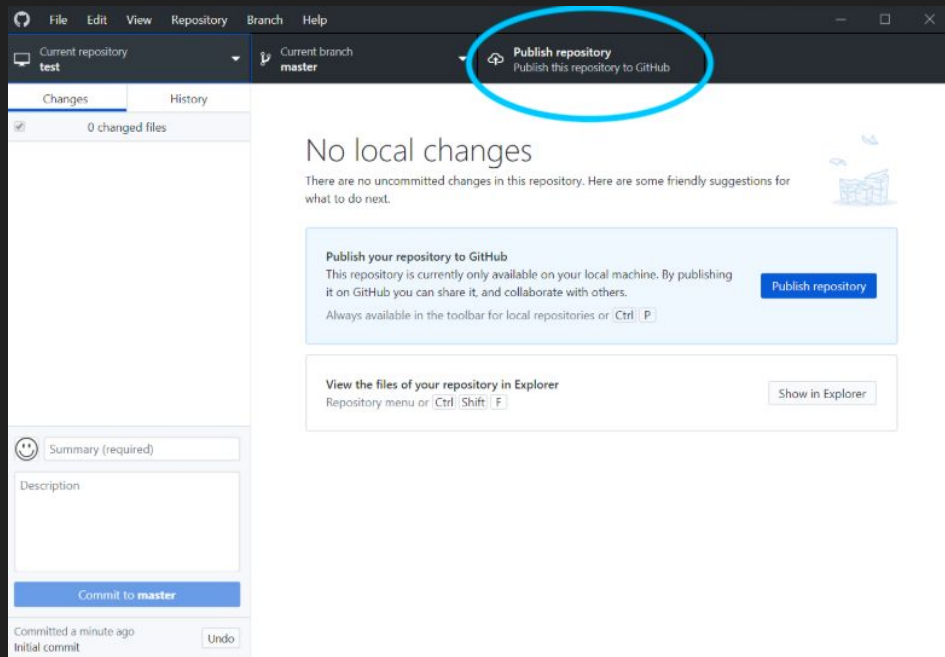 File Edit View Repository Branch Help
Current repository
test
Current branch
master
Publish repository
Publish this repository to GitHub
Changes History
0 changed files
No local changes
There are no uncommitted changes in this repository. Here are some friendly suggestions for
what to do next.
Publish your repository to GitHub
This repository is currently only available on your local machine. By publishing
it on GitHub you can share it, and collaborate with others.
Always available in the toolbar for local repositories or Ctrl P
Publish repository
View the files of your repository in Explorer
Repository menu or Ctrl Shift F
Show in Explorer
Summary (required)
Description
Commit to master
Committed a minute ago
Initial commit
Undo